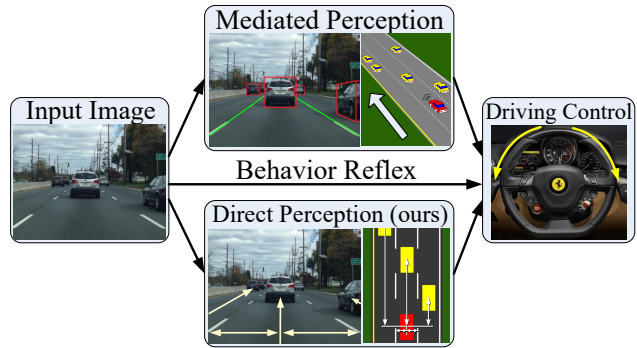 Mediated Perception
Input Image
Driving Control
Behavior Reflex
Direct Perception (ours)